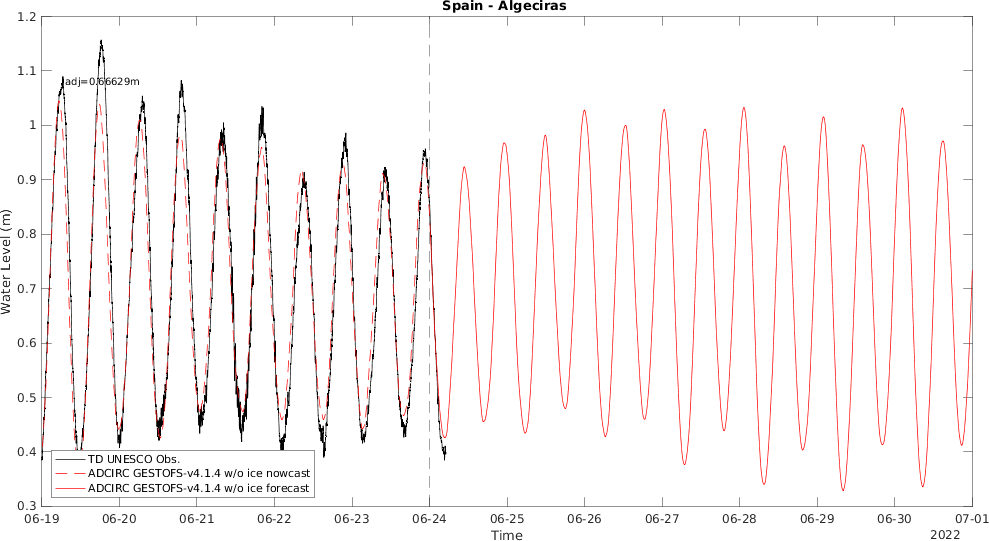 Spain - Algeciras
1.2
1.1
1
0.9
0.8
0.7
0.6
0.5
0.4
0.3
Water Level (m)
adj=0.66629m
TD UNESCO Obs.
ADCIRC GESTOFS-v4.1.4 w/o ice nowcast
ADCIRC GESTOFS-v4.1.4 w/o ice forecast
06-19 06-20 06-21 06-22 06-23 06-24 06-25 06-26 06-27 06-28 06-29 06-30 07-01
Time
2022